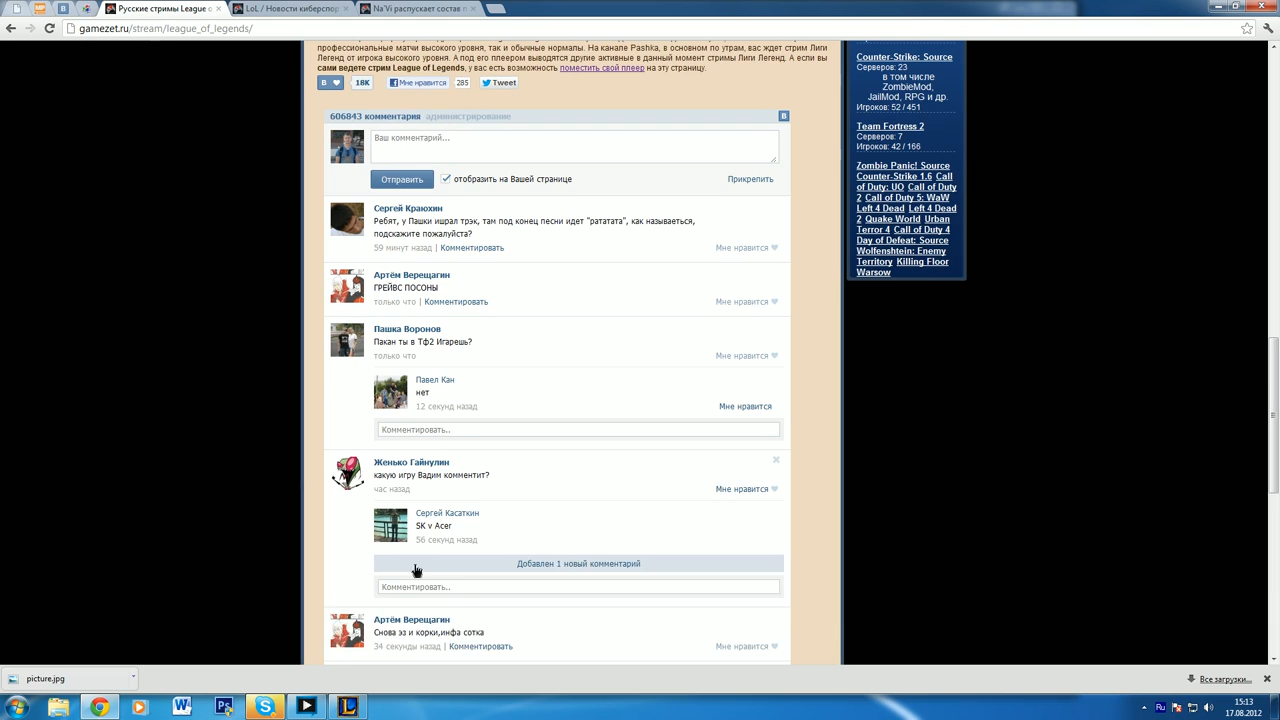 Русские стримы League o
LoL / Новости киберспор
Na'Vi распускает состав п
gamezet.ru/stream/league_of_legends/
профессиональные матчи высокого уровня, так и обычные нормалы. На канале Pashka, в основном по утрам, вас ждет стрим Лиги
Легенд от игрока высокого уровня. А под его плеером выводятся другие активные в данный момент стримы Лиги Легенд. А если вы
сами ведете стрим League of Legends, у вас есть возможность поместить свой плеер на эту страницу.
В 18K Мне нравится 285 Tweet
606843 комментария администрирование В
Ваш комментарий...
Отправить отобразить на Вашей странице Прикрепить
Сергей Краюхин
Ребят, у Пашки ишрал трэк, там под конец песни идет "рататата", как называеться,
подскажите пожалуйста?
59 минут назад | Комментировать Мне нравится
Артём Верещагин
ГРЕЙВС ПОСОНЫ
только что | Комментировать Мне нравится
Пашка Воронов
Пакан ты в Тф2 Играешь?
только что Мне нравится
Павел Кан
нет
12 секунд назад Мне нравится
Комментировать..
Женько Гайнулин
какую игру Вадим комментит?
час назад Мне нравится
Сергей Касаткин
SK v Acer
56 секунд назад
Добавлен 1 новый комментарий
Комментировать..
Артём Верещагин
Снова эз и корки,инфа сотка
34 секунды назад | Комментировать Мне нравится
Counter-Strike: Source
Серверов: 23
в том числе
ZombieMod,
JailMod, RPG и др.
Игроков: 52 / 451
Team Fortress 2
Серверов: 7
Игроков: 42 / 166
Zombie Panic! Source
Counter-Strike 1.6 Call
of Duty: UO Call of Duty
2 Call of Duty 5: WaW
Left 4 Dead Left 4 Dead
2 Quake World Urban
Terror 4 Call of Duty 4
Day of Defeat: Source
Wolfenshtein: Enemy
Territory Killing Floor
Warsow
picture.jpg
Все загрузки...
Ru
15:13
17.08.2012